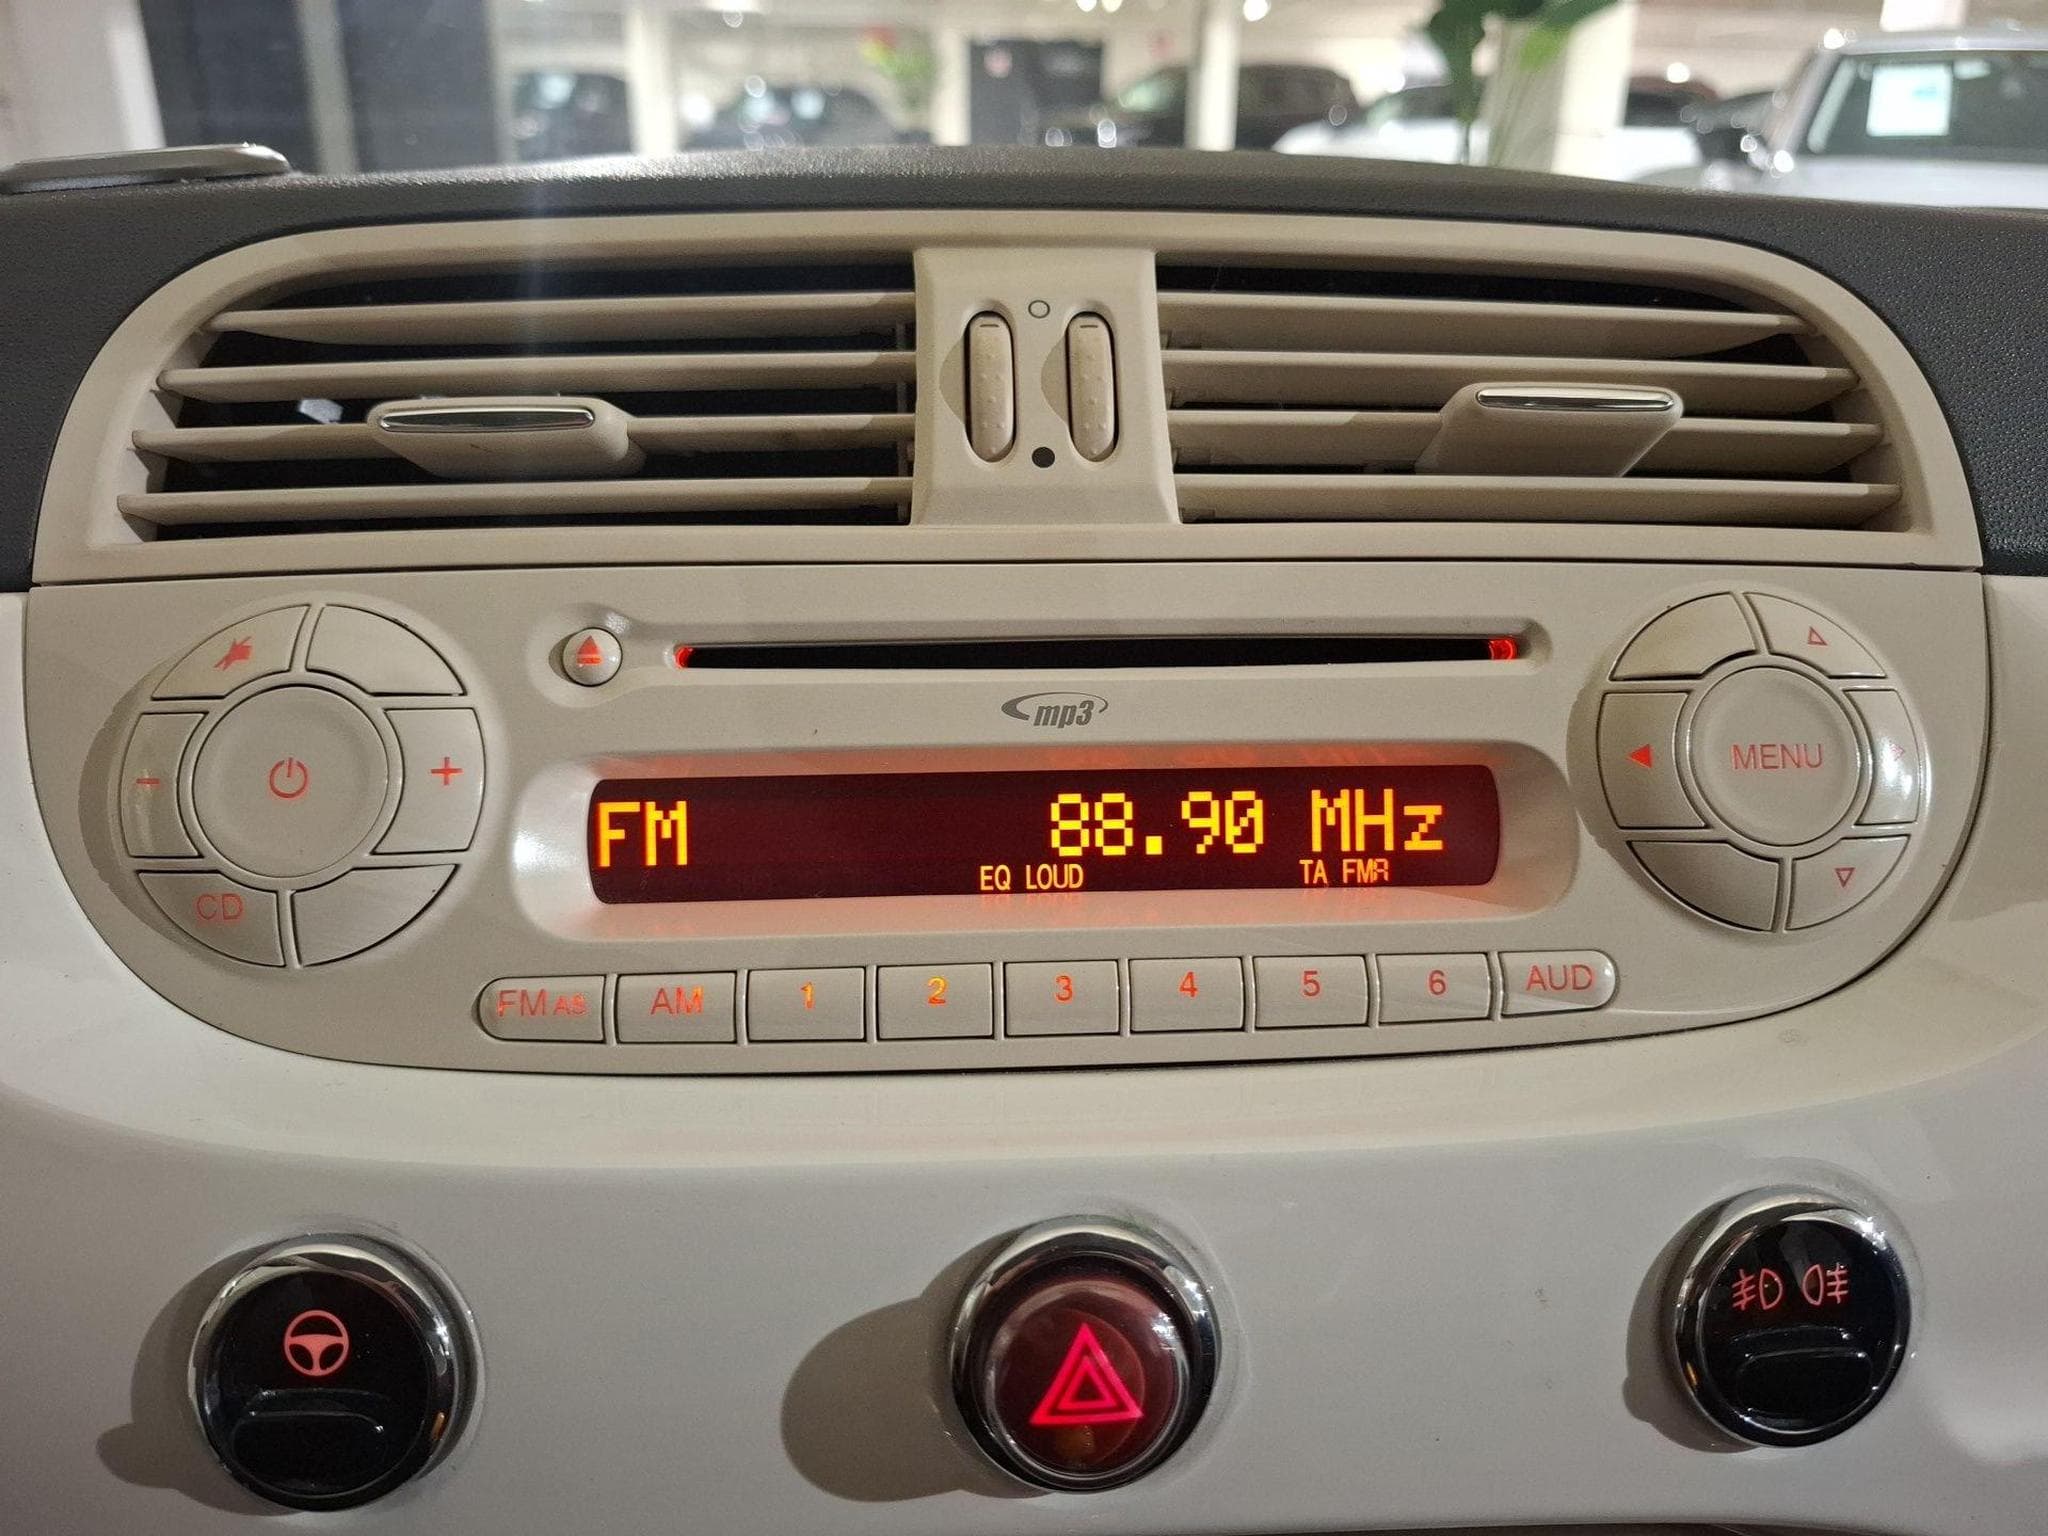 mp3
FM 88.90 MHz
EQ LOUD TA FMR
MENU
CD
FM AS AM 1 2 3 4 5 6 AUD